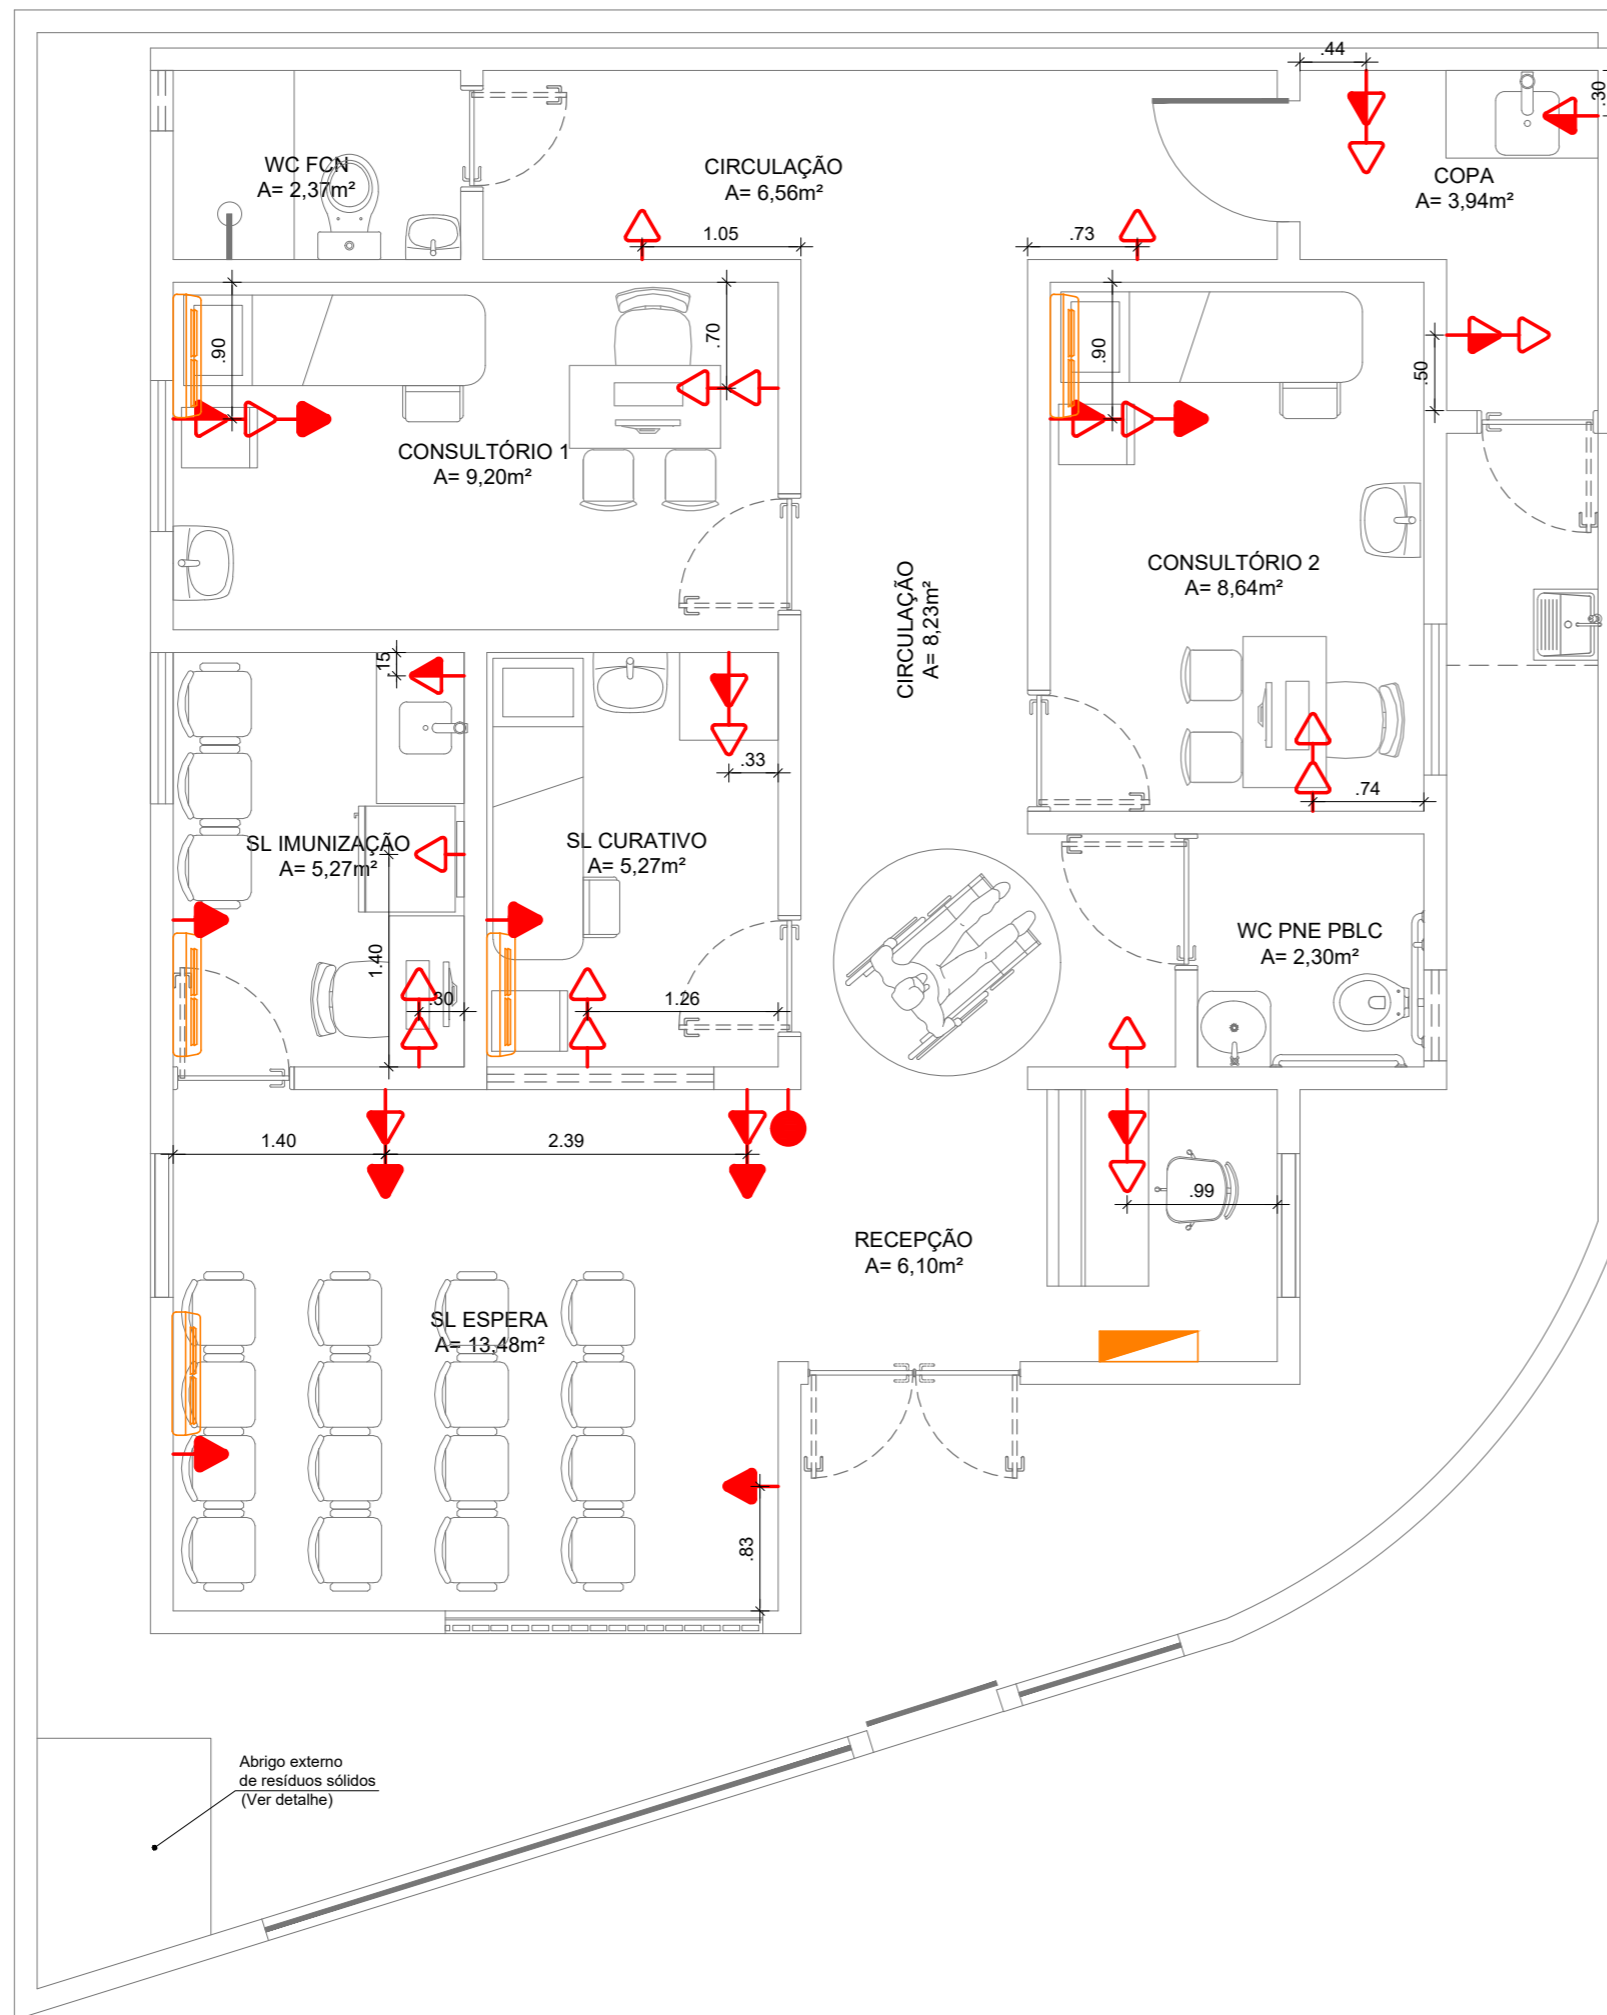 .44
.30
WC FCN
A= 2,37m²
CIRCULAÇÃO
A= 6,56m²
COPA
A= 3,94m²
1.05
.73
.90
.70
.90
.50
CONSULTÓRIO 1
A= 9,20m²
CONSULTÓRIO 2
A= 8,64m²
CIRCULAÇÃO
A= 8,23m²
.15
.33
.74
SL IMUNIZAÇÃO
A= 5,27m²
SL CURATIVO
A= 5,27m²
WC PNE PBLC
A= 2,30m²
1.40
.30
1.26
1.40
2.39
.99
RECEPÇÃO
A= 6,10m²
SL ESPERA
A= 13,48m²
.83
Abrigo externo
de resíduos sólidos
(Ver detalhe)